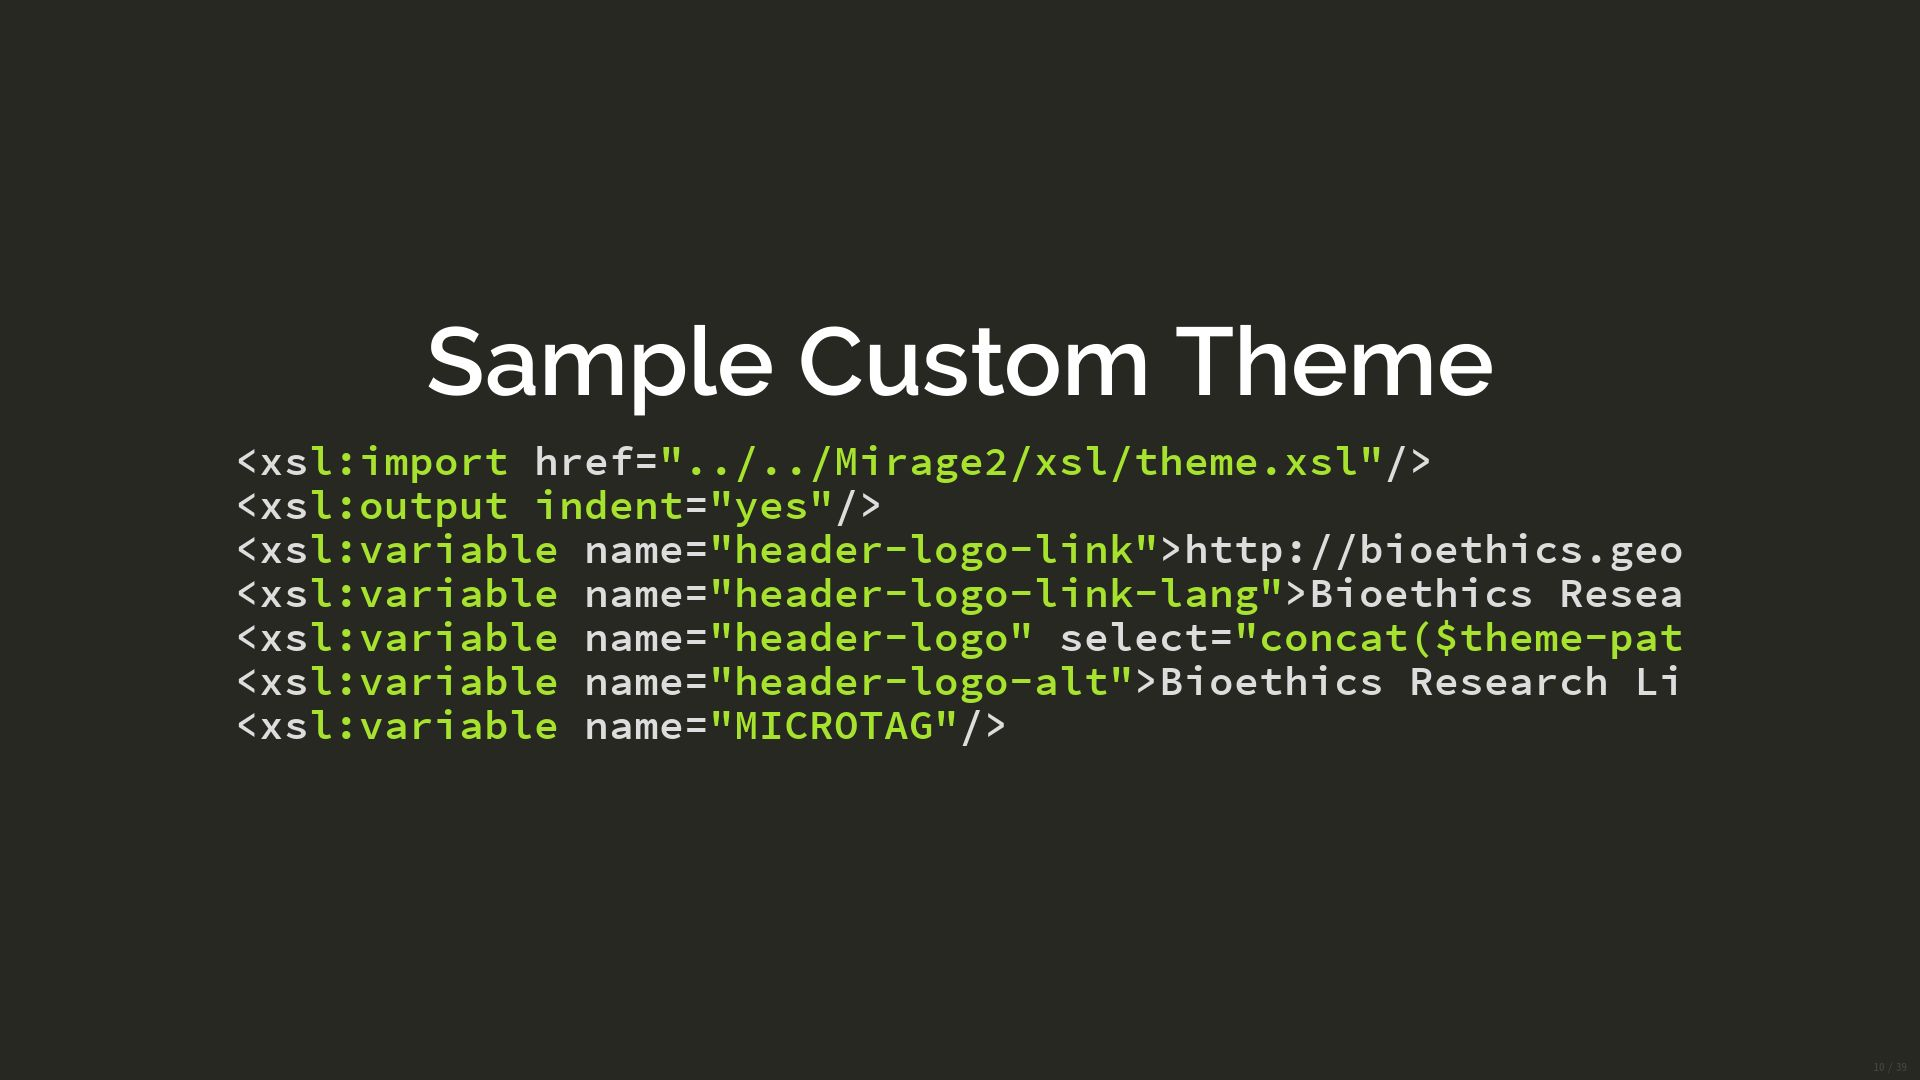 Sample Custom Theme
<xsl:import href="../../Mirage2/xsl/theme.xsl"/>
<xsl:output indent="yes"/>
<xsl:variable name="header-logo-link">http://bioethics.geo
<xsl:variable name="header-logo-link-lang">Bioethics Resea
<xsl:variable name="header-logo" select="concat($theme-pat
<xsl:variable name="header-logo-alt">Bioethics Research Li
<xsl:variable name="MICROTAG"/>
10 / 39